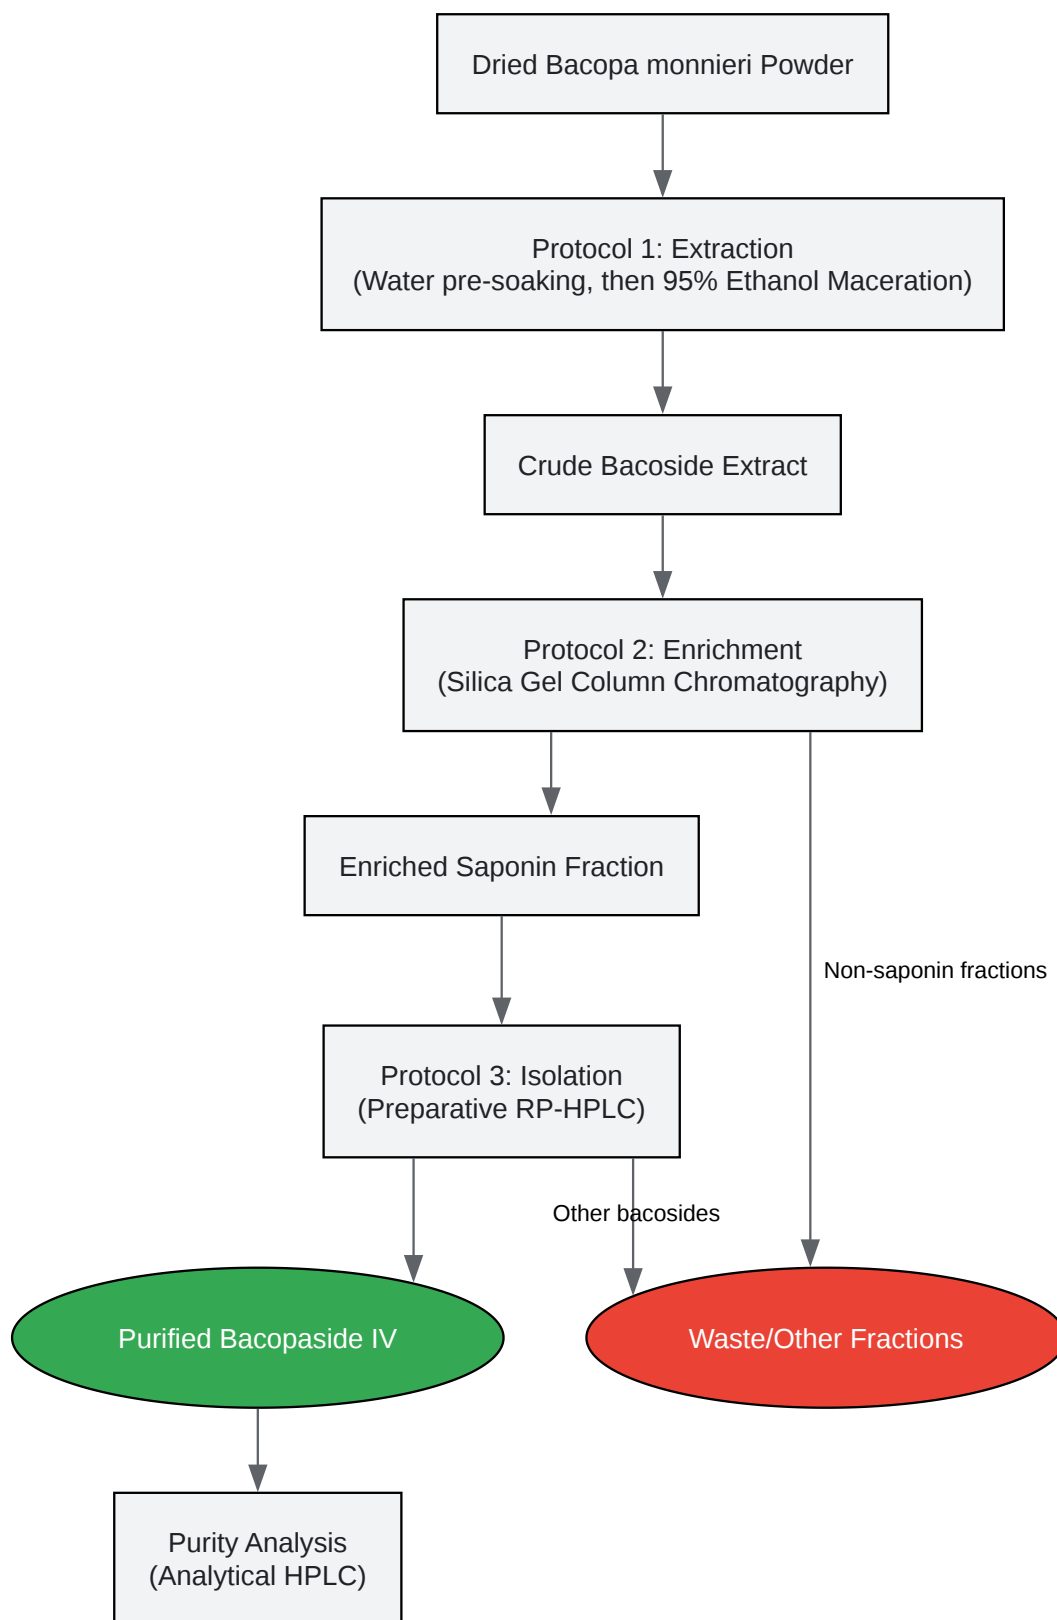 Dried Bacopa monnieri Powder
Protocol 1: Extraction
(Water pre-soaking, then 95% Ethanol Maceration)
Crude Bacoside Extract
Protocol 2: Enrichment
(Silica Gel Column Chromatography)
Enriched Saponin Fraction
Non-saponin fractions
Protocol 3: Isolation
(Preparative RP-HPLC)
Other bacosides
Purified Bacopaside IV
Waste/Other Fractions
Purity Analysis
(Analytical HPLC)